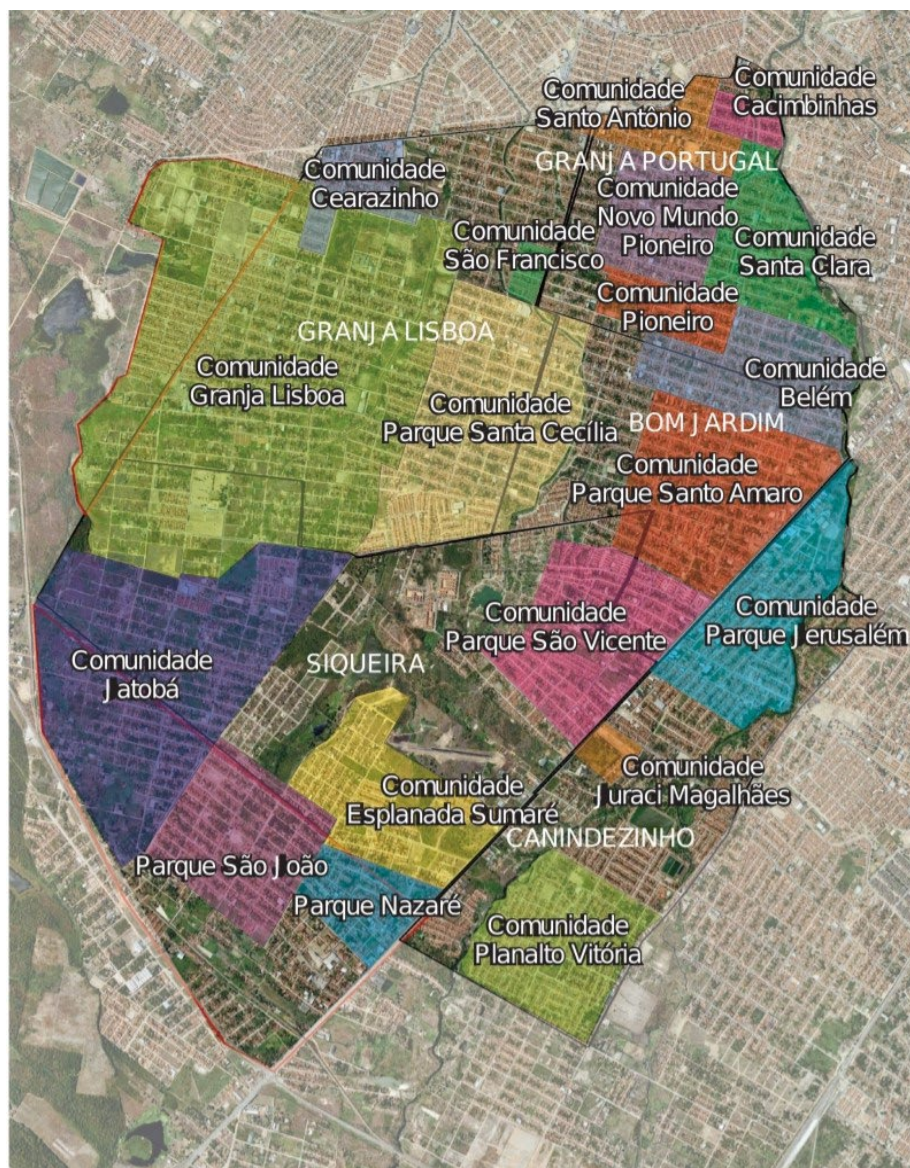 Comunidade
Cacimbinhas
Comunidade
Santo Antônio
GRANJA PORTUGAL
Comunidade
Cearazinho
Comunidade
Novo Mundo
Pioneiro
Comunidade
São Francisco
Comunidade
Santa Clara
Comunidade
Pioneiro
GRANJA LISBOA
Comunidade
Granja Lisboa
Comunidade
Belém
Comunidade
Parque Santa Cecília
BOM JARDIM
Comunidade
Parque Santo Amaro
Comunidade
Parque São Vicente
Comunidade
Parque Jerusalém
SIQUEIRA
Comunidade
Jatobá
Comunidade
Juraci Magalhães
Comunidade
Esplanada Sumaré
CANINDEZINHO
Parque São João
Parque Nazaré
Comunidade
Planalto Vitória